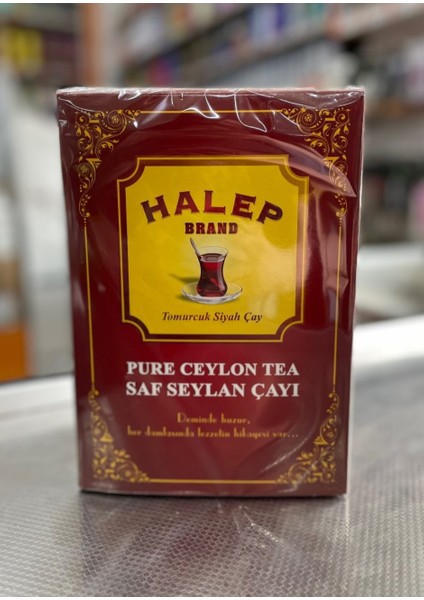 HALEP
BRAND
Tomurcuk Siyah Çay
PURE CEYLON TEA
SAF SEYLAN ÇAYI
Deminde huzur,
her damlasında lezzetin hikayesi var...